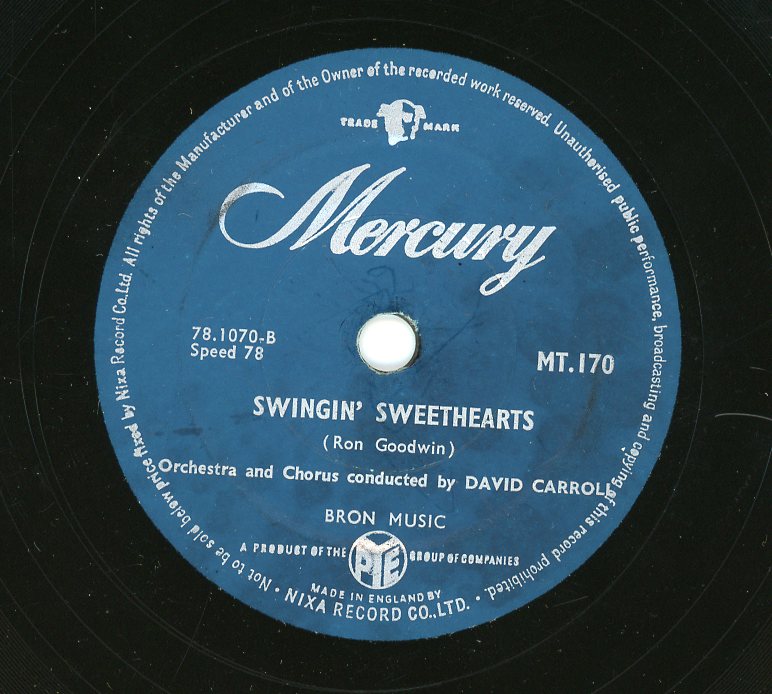 All rights of the Manufacturer and of the Owner of the recorded work reserved. Unauthorised public performance, broadcasting and copying of this record prohibited.
TRADE MARK
Mercury
78.1070-B
Speed 78
MT.170
SWINGIN' SWEETHEARTS
(Ron Goodwin)
Orchestra and Chorus conducted by DAVID CARROLL
BRON MUSIC
A PRODUCT OF THE PYE GROUP OF COMPANIES
MADE IN ENGLAND BY
• NIXA RECORD CO.,LTD. •
Not to be sold below price fixed by Nixa Record Co.Ltd.